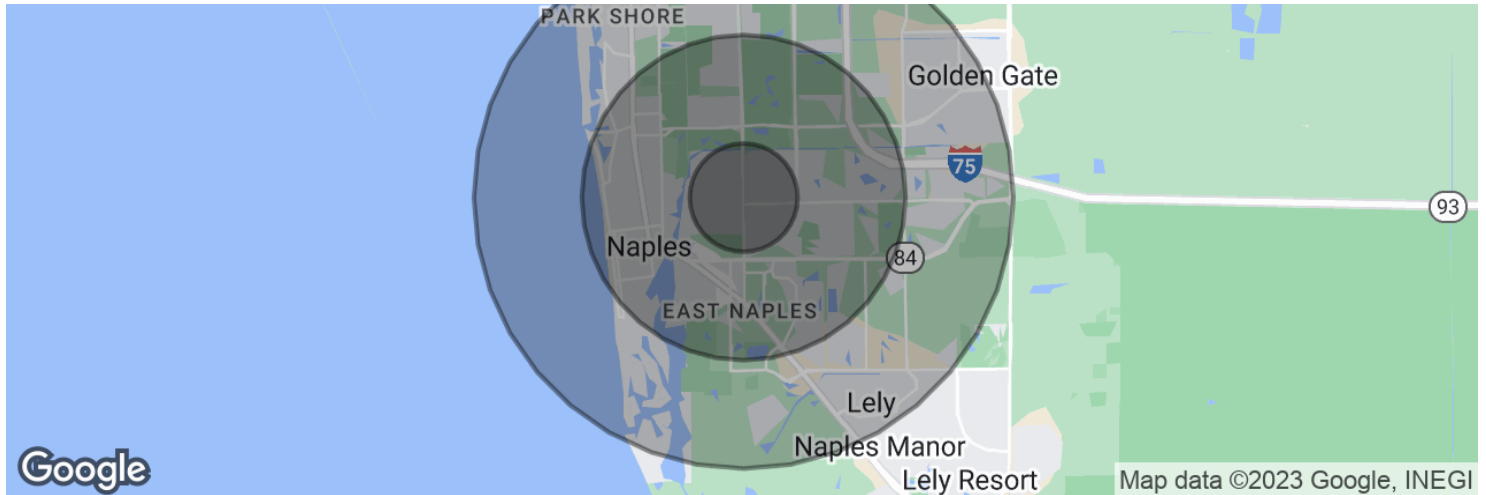 PARK SHORE
Golden Gate
75
93
Naples
84
EAST NAPLES
Lely
Naples Manor
Lely Resort
Google
Map data ©2023 Google, INEGI